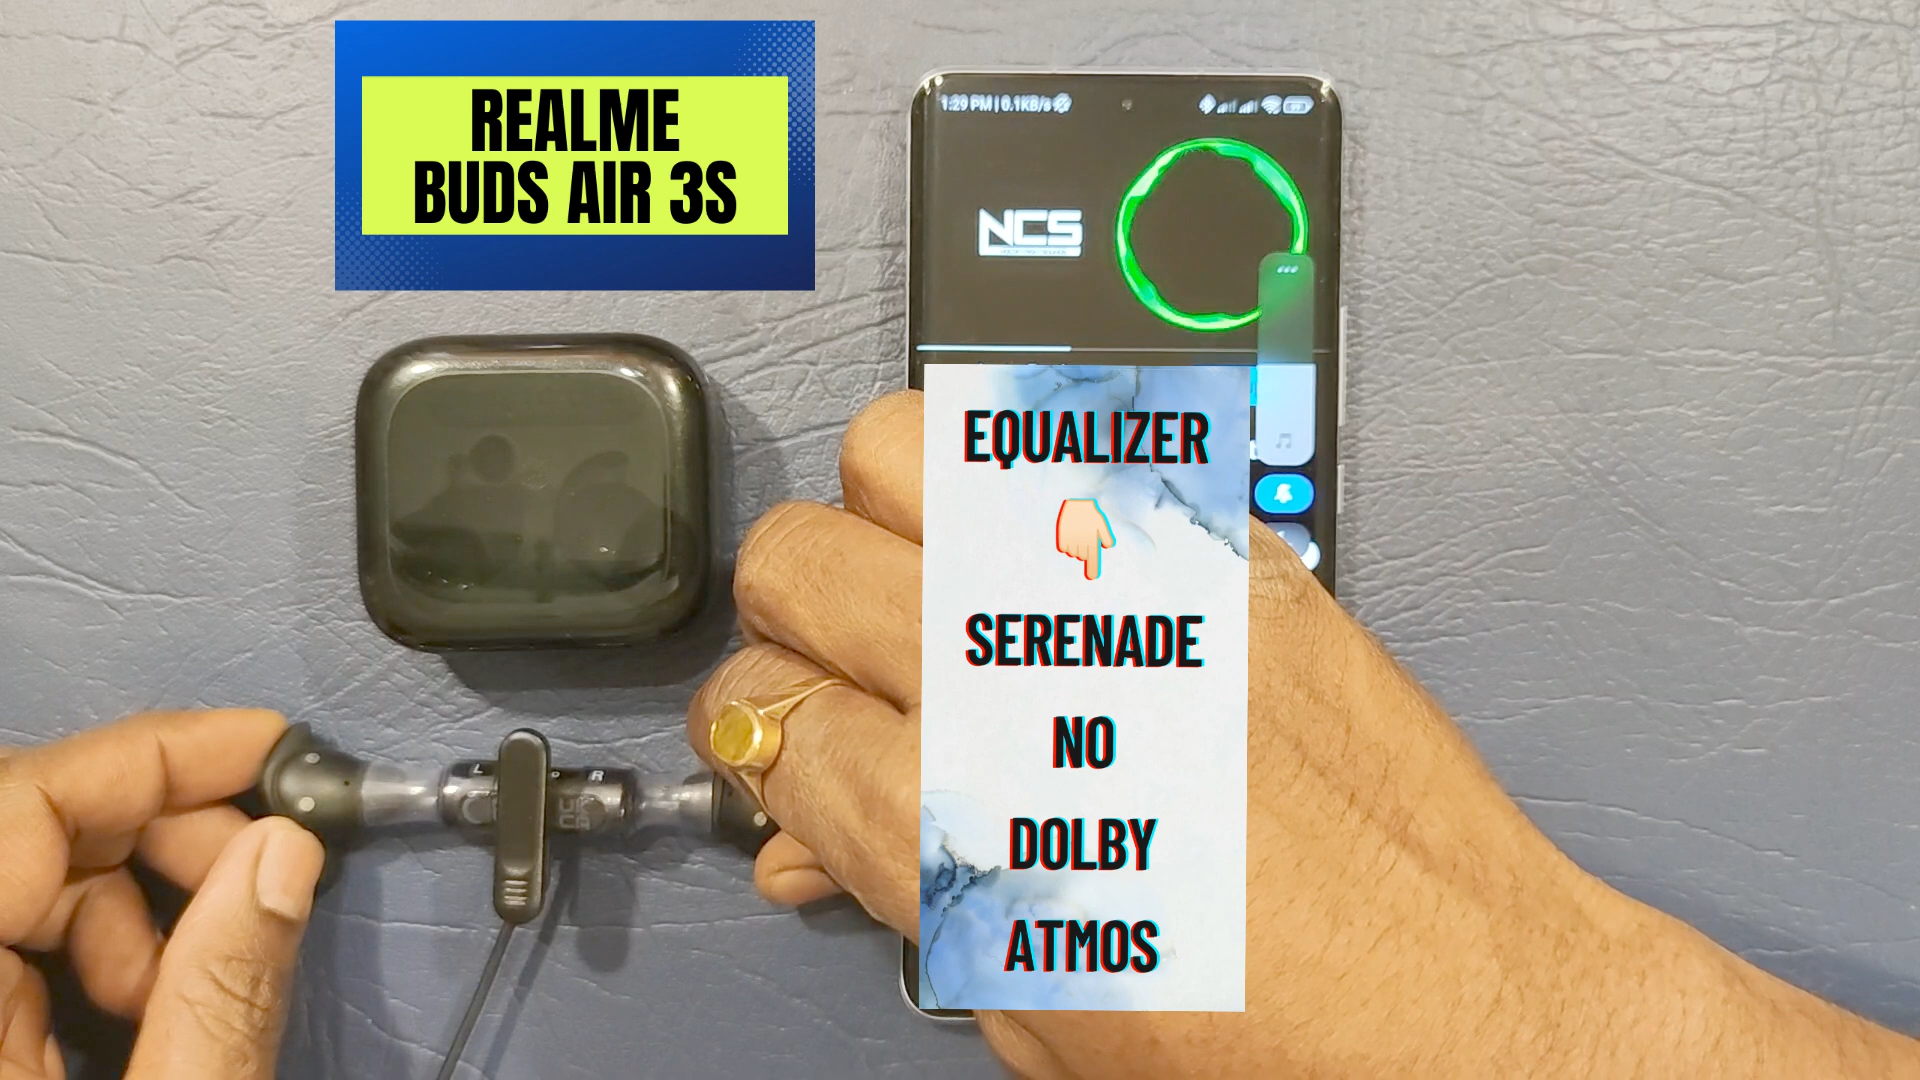 REALME
BUDS AIR 3S
1:29 PM | 0.1KB/s
NCS
EQUALIZER
👇
SERENADE
NO
DOLBY
ATMOS
L
R